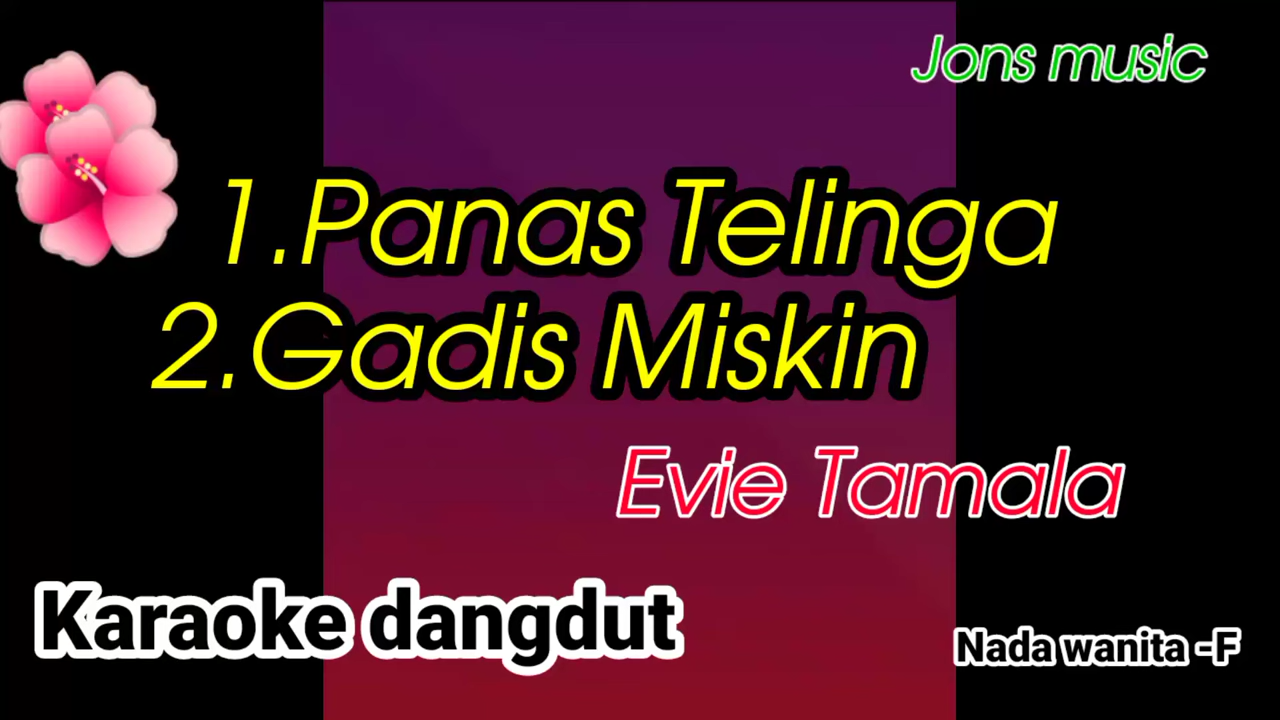 Jons music
1.Panas Telinga
2.Gadis Miskin
Evie Tamala
Karaoke dangdut
Nada wanita -F